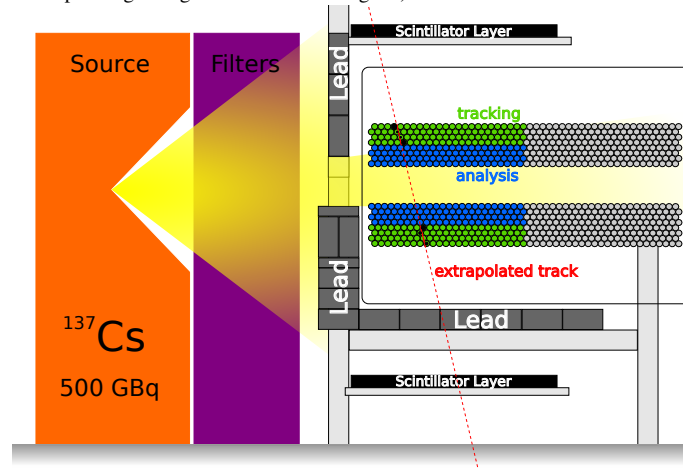 Scintillator Layer
Source
Filters
Lead
tracking
analysis
Lead
extrapolated track
137Cs
Lead
500 GBq
Scintillator Layer